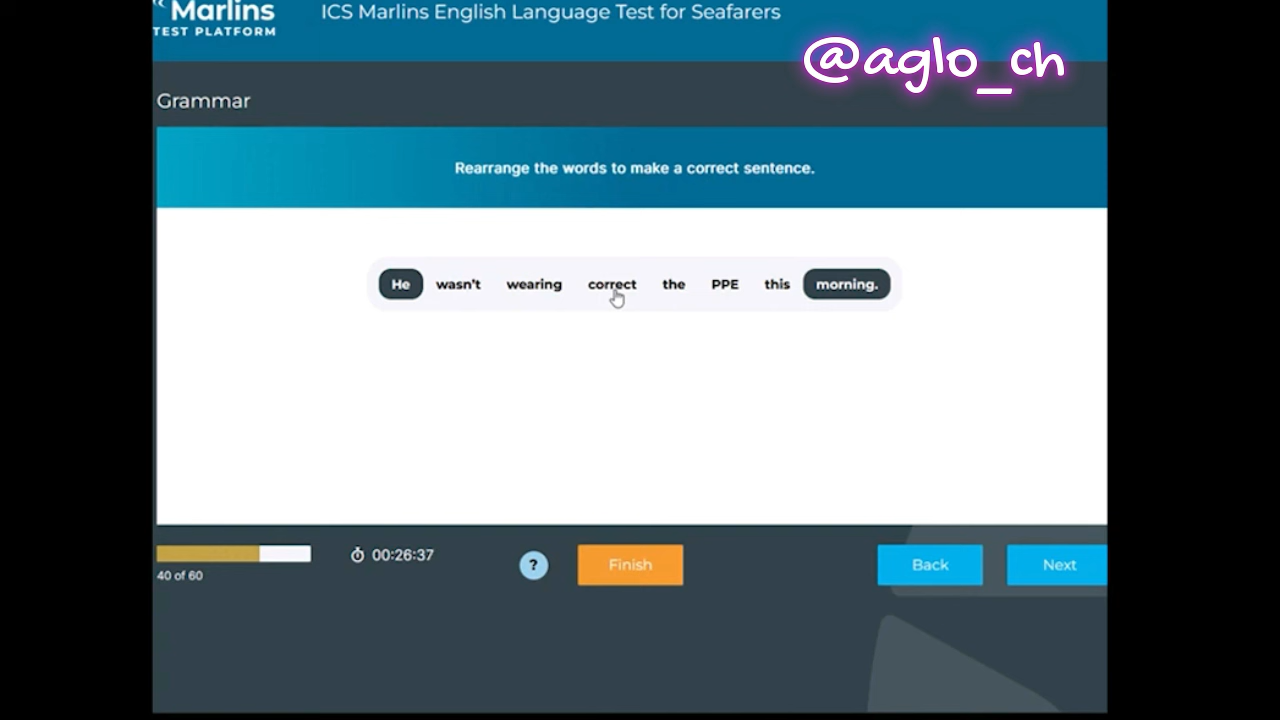 Marlins
TEST PLATFORM
ICS Marlins English Language Test for Seafarers
@aglo_ch
Grammar
Rearrange the words to make a correct sentence.
He wasn't wearing correct the PPE this morning.
00:26:37
? Finish Back Next
40 of 60